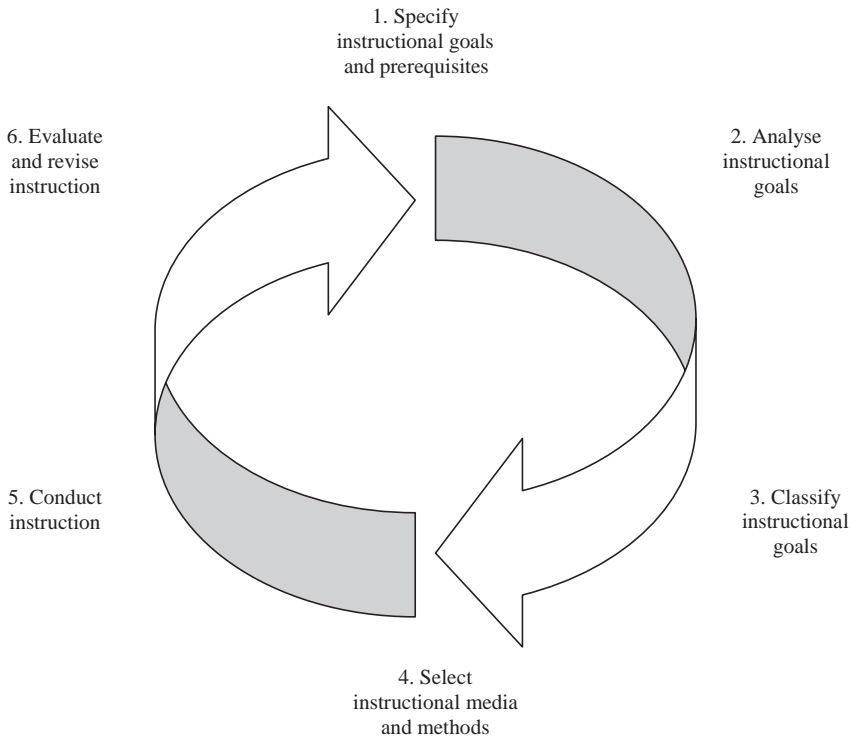 1. Specify
instructional goals
and prerequisites
2. Analyse
instructional
goals
3. Classify
instructional
goals
4. Select
instructional media
and methods
5. Conduct
instruction
6. Evaluate
and revise
instruction